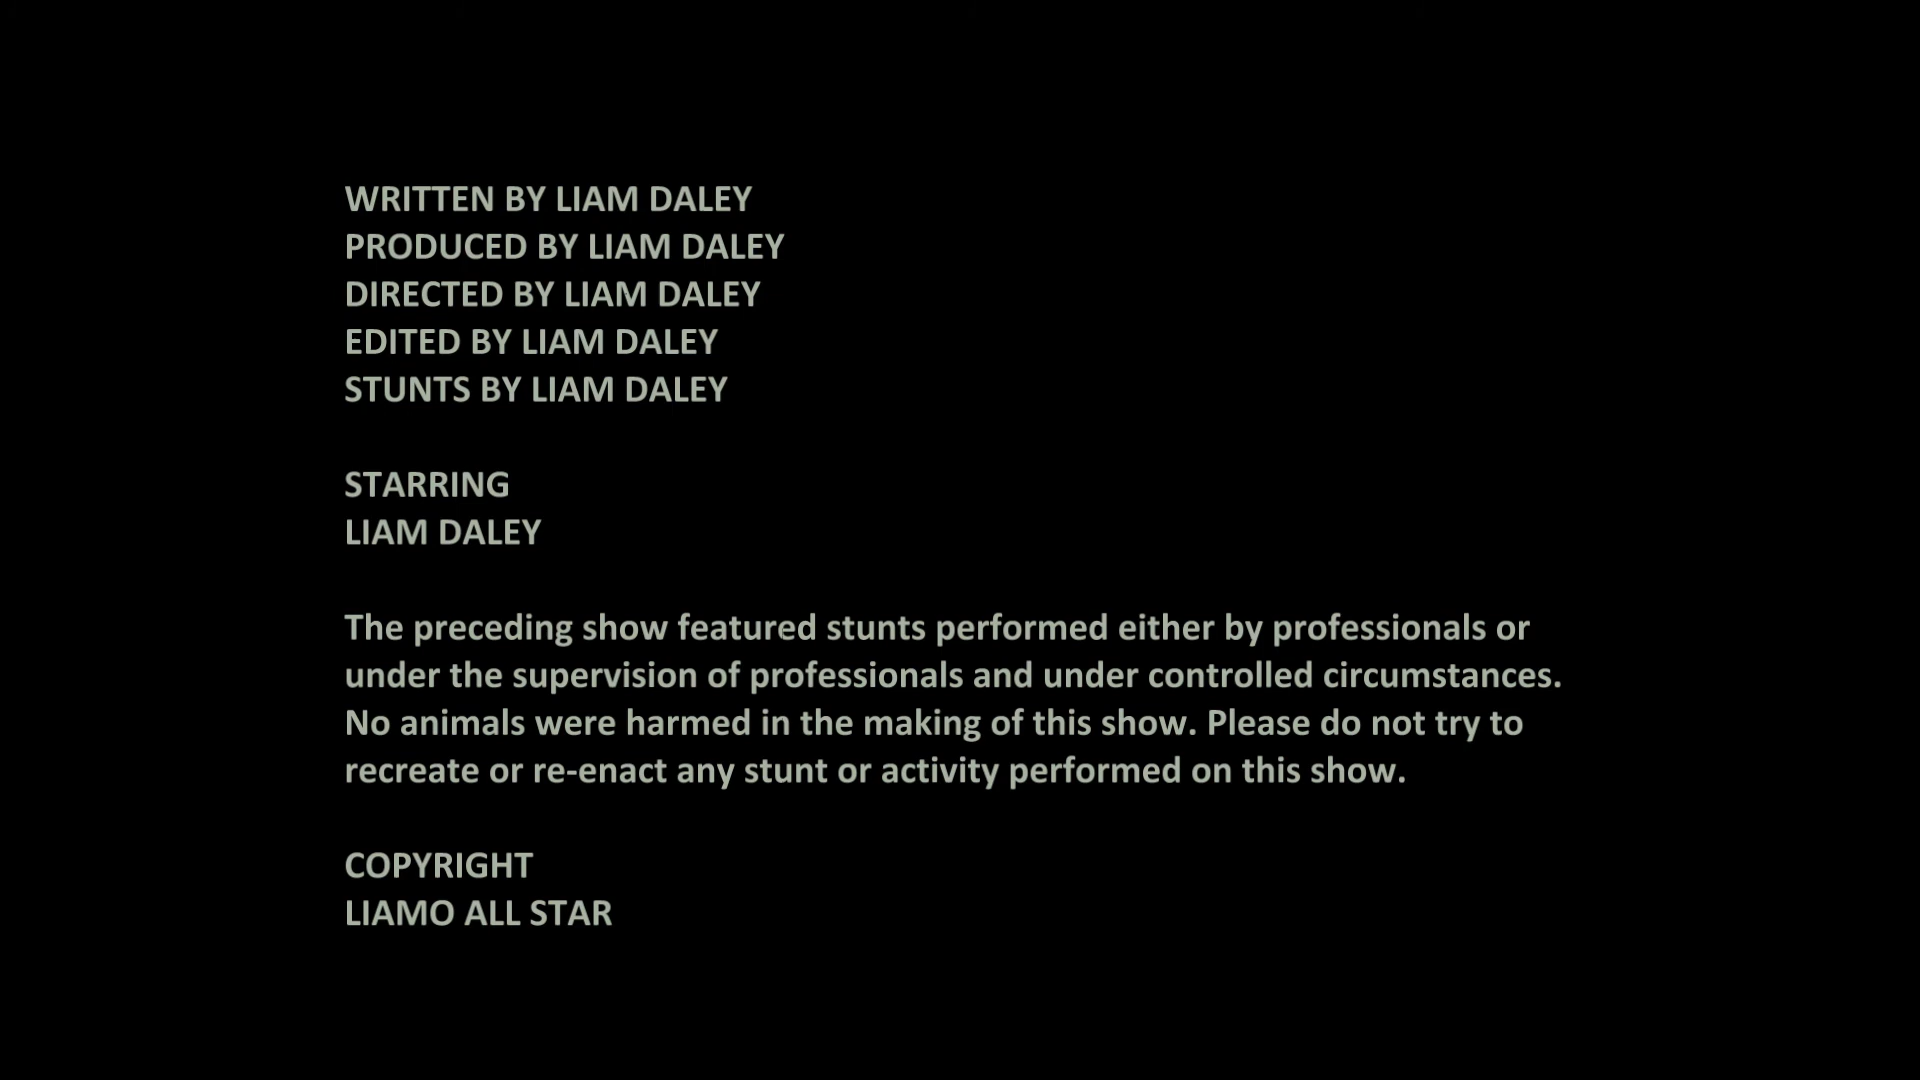 WRITTEN BY LIAM DALEY
PRODUCED BY LIAM DALEY
DIRECTED BY LIAM DALEY
EDITED BY LIAM DALEY
STUNTS BY LIAM DALEY
STARRING
LIAM DALEY
The preceding show featured stunts performed either by professionals or
under the supervision of professionals and under controlled circumstances.
No animals were harmed in the making of this show. Please do not try to
recreate or re-enact any stunt or activity performed on this show.
COPYRIGHT
LIAMO ALL STAR